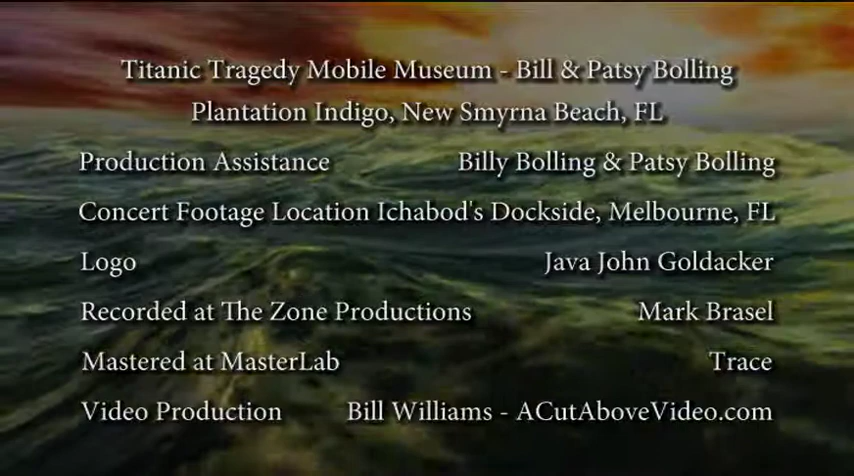 Titanic Tragedy Mobile Museum - Bill & Patsy Bolling
Plantation Indigo, New Smyrna Beach, FL
Production Assistance Billy Bolling & Patsy Bolling
Concert Footage Location Ichabod's Dockside, Melbourne, FL
Logo Java John Goldacker
Recorded at The Zone Productions Mark Brasel
Mastered at MasterLab Trace
Video Production Bill Williams - ACutAboveVideo.com